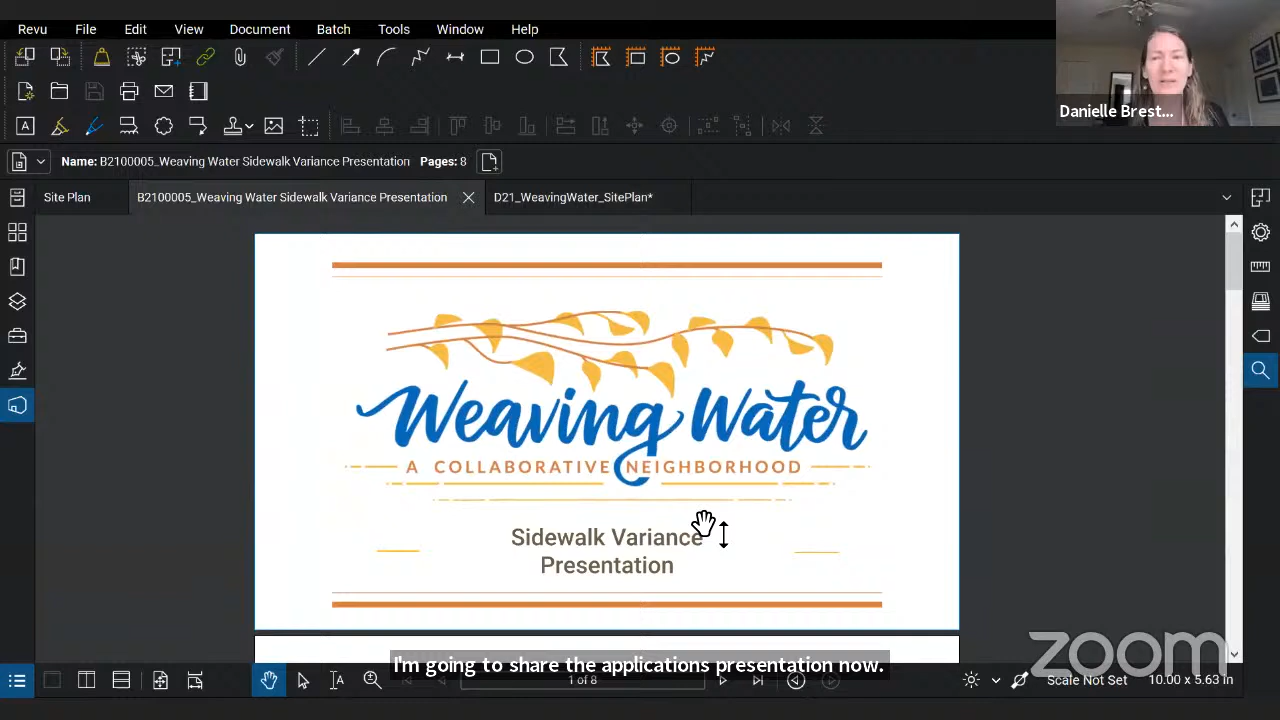 Revu File Edit View Document Batch Tools Window Help
Danielle Brest...
Name: B2100005_Weaving Water Sidewalk Variance Presentation Pages: 8
Site Plan B2100005_Weaving Water Sidewalk Variance Presentation D21_WeavingWater_SitePlan*
Weaving Water
A COLLABORATIVE NEIGHBORHOOD
Sidewalk Variance
Presentation
I'm going to share the applications presentation now.
zoom
1 of 8
Scale Not Set 10.00 x 5.63 in